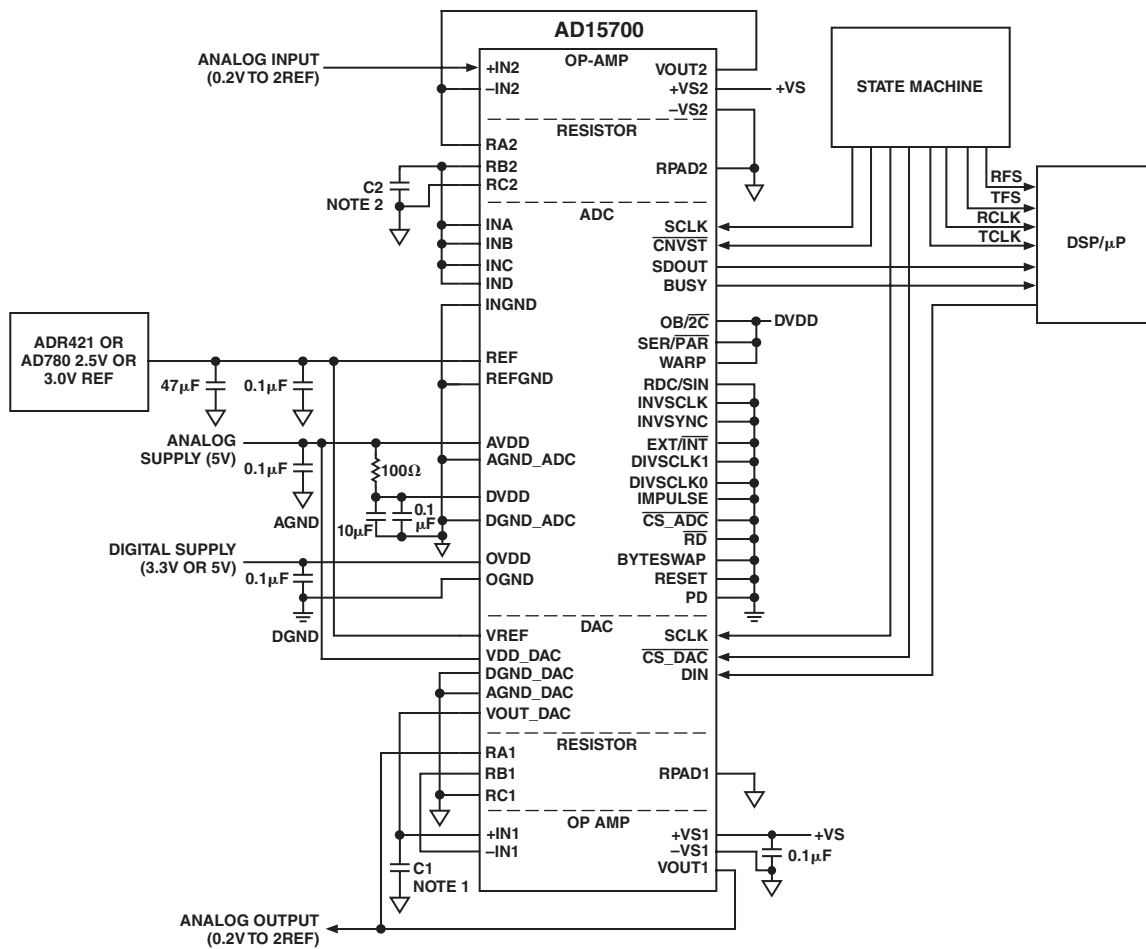 AD15700
ANALOG INPUT
(0.2V TO 2REF)
+IN2
–IN2
OP-AMP
VOUT2
+VS2
–VS2
+VS
RESISTOR
RA2
RB2
RC2
RPAD2
C2
NOTE 2
STATE MACHINE
RFS
TFS
RCLK
TCLK
DSP/μP
ADC
INA
INB
INC
IND
INGND
SCLK
CNVST
SDOUT
BUSY
OB/2C
DVDD
SER/PAR
WARP
ADR421 OR
AD780 2.5V OR
3.0V REF
47μF
0.1μF
REF
REFGND
RDC/SIN
INVSCLK
INVSYNC
EXT/INT
DIVSCLK1
DIVSCLK0
IMPULSE
CS_ADC
RD
BYTESWAP
RESET
PD
ANALOG
SUPPLY (5V)
0.1μF
AGND
100Ω
10μF
0.1
μF
AVDD
AGND_ADC
DVDD
DGND_ADC
DIGITAL SUPPLY
(3.3V OR 5V)
0.1μF
DGND
OVDD
OGND
DAC
VREF
VDD_DAC
DGND_DAC
AGND_DAC
VOUT_DAC
SCLK
CS_DAC
DIN
RESISTOR
RA1
RB1
RC1
RPAD1
OP AMP
+IN1
–IN1
+VS1
–VS1
VOUT1
+VS
0.1μF
C1
NOTE 1
ANALOG OUTPUT
(0.2V TO 2REF)